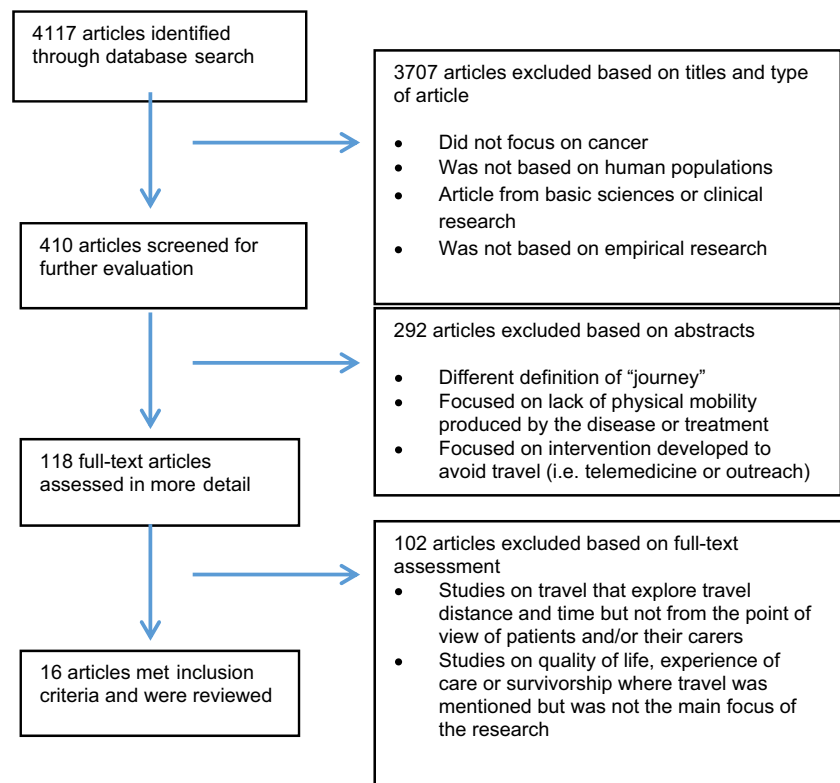 4117 articles identified
through database search
3707 articles excluded based on titles and type
of article
• Did not focus on cancer
• Was not based on human populations
• Article from basic sciences or clinical
research
• Was not based on empirical research
410 articles screened for
further evaluation
292 articles excluded based on abstracts
• Different definition of “journey”
• Focused on lack of physical mobility
produced by the disease or treatment
• Focused on intervention developed to
avoid travel (i.e. telemedicine or outreach)
118 full-text articles
assessed in more detail
102 articles excluded based on full-text
assessment
• Studies on travel that explore travel
distance and time but not from the point of
view of patients and/or their carers
• Studies on quality of life, experience of
care or survivorship where travel was
mentioned but was not the main focus of
the research
16 articles met inclusion
criteria and were reviewed